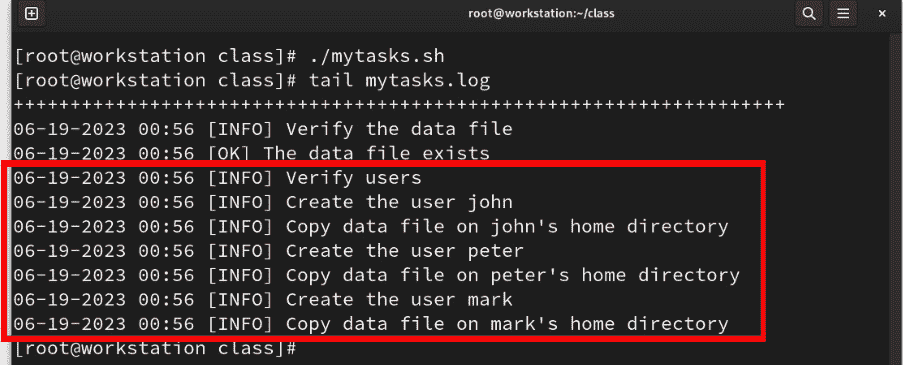 root@workstation:~/class
[root@workstation class]# ./mytasks.sh
[root@workstation class]# tail mytasks.log
++++++++++++++++++++++++++++++++++++++++++++++++++++++++++++++++++++
06-19-2023 00:56 [INFO] Verify the data file
06-19-2023 00:56 [OK] The data file exists
06-19-2023 00:56 [INFO] Verify users
06-19-2023 00:56 [INFO] Create the user john
06-19-2023 00:56 [INFO] Copy data file on john's home directory
06-19-2023 00:56 [INFO] Create the user peter
06-19-2023 00:56 [INFO] Copy data file on peter's home directory
06-19-2023 00:56 [INFO] Create the user mark
06-19-2023 00:56 [INFO] Copy data file on mark's home directory
[root@workstation class]#